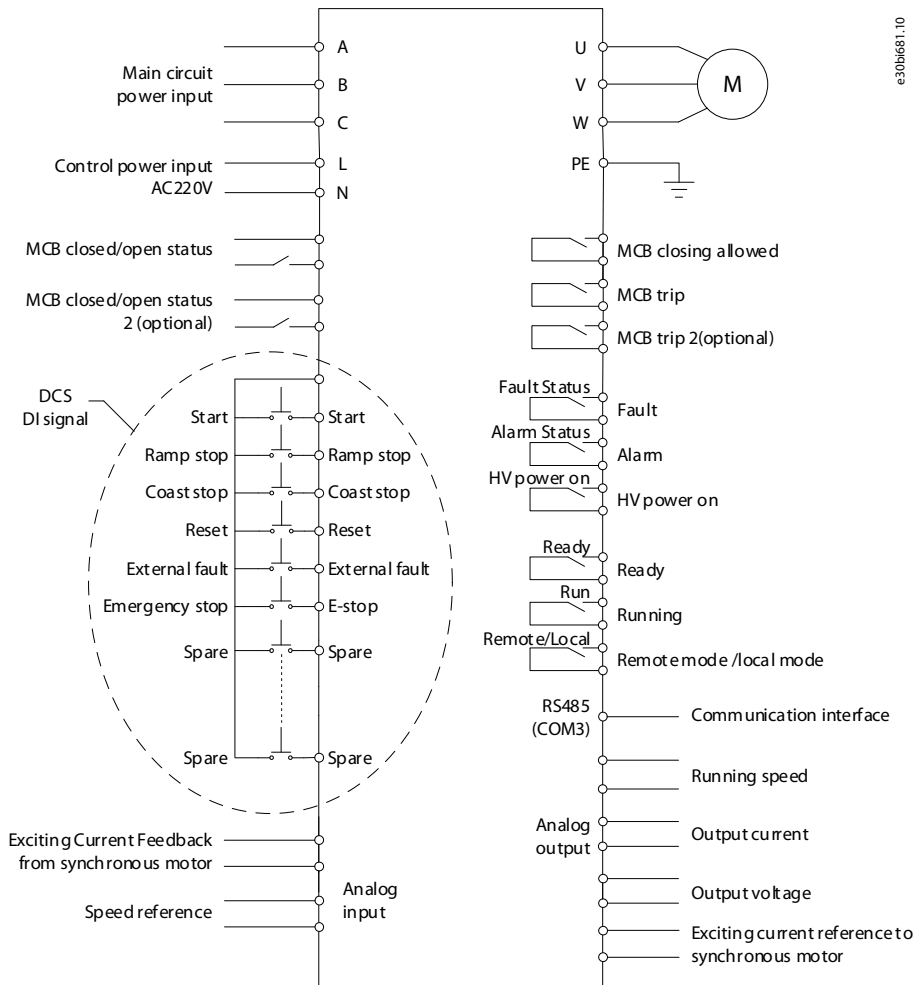 e30bi681.10
A
Main circuit
power input
B
C
Control power input
AC220V
L
N
MCB closed/open status
MCB closed/open status
2 (optional)
DCS
DI signal
Start
Start
Ramp stop
Ramp stop
Coast stop
Coast stop
Reset
Reset
External fault
External fault
Emergency stop
E-stop
Spare
Spare
Spare
Spare
Exciting Current Feedback
from synchronous motor
Speed reference
Analog
input
U
V
W
M
PE
MCB closing allowed
MCB trip
MCB trip 2(optional)
Fault Status
Fault
Alarm Status
Alarm
HV power on
HV power on
Ready
Ready
Run
Running
Remote/Local
Remote mode /local mode
RS485
(COM3)
Communication interface
Running speed
Analog
output
Output current
Output voltage
Exciting current reference to
synchronous motor